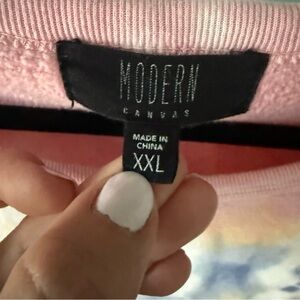 MODERN
CANVAS
MADE IN
CHINA
XXL